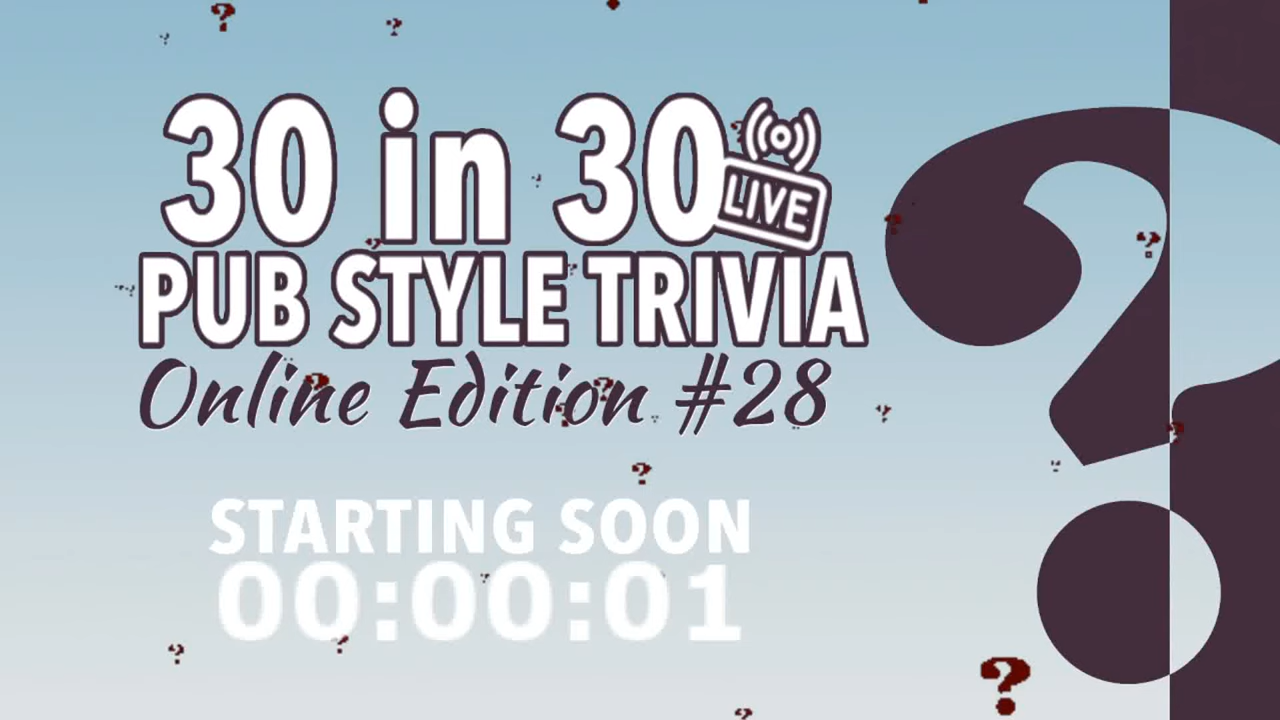 30 in 30
LIVE
PUB STYLE TRIVIA
Online Edition #28
STARTING SOON
00:00:01